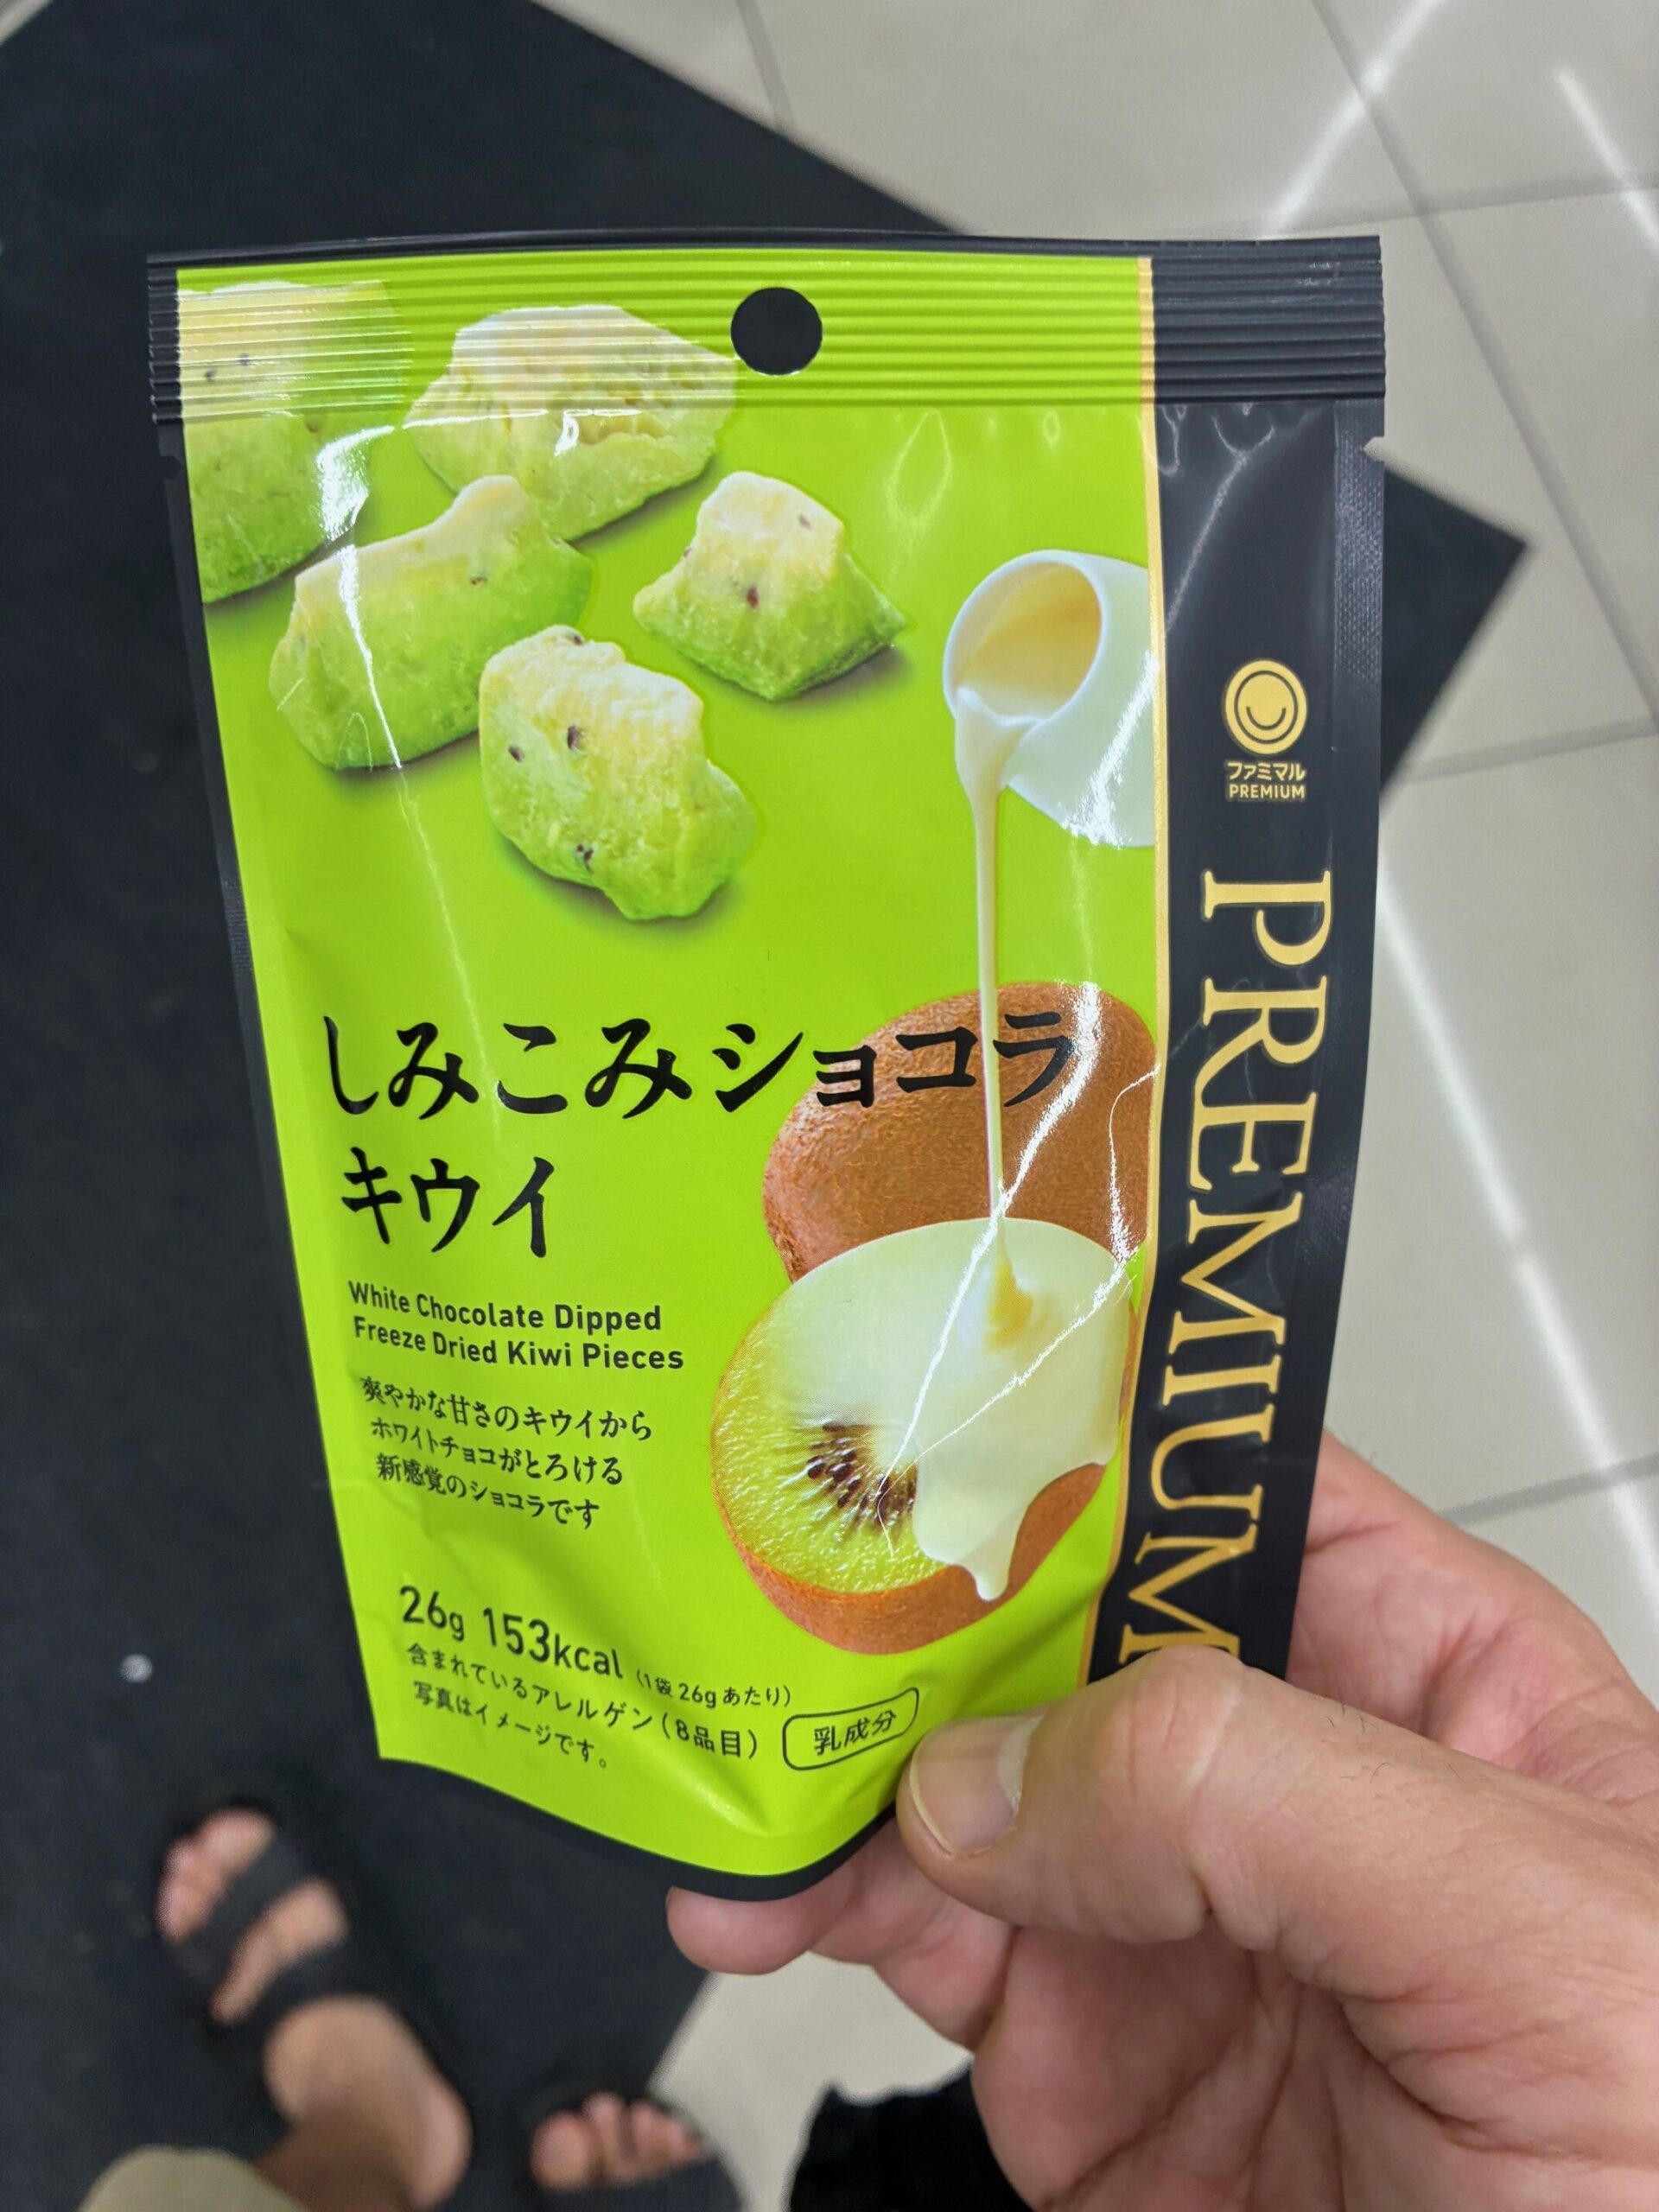 ファミマル
PREMIUM
PREMIUM
しみこみショコラ
キウイ
White Chocolate Dipped
Freeze Dried Kiwi Pieces
爽やかな甘さのキウイから
ホワイトチョコがとろける
新感覚のショコラです
26g 153kcal (1袋26gあたり)
含まれているアレルゲン(8品目) 乳成分
写真はイメージです。